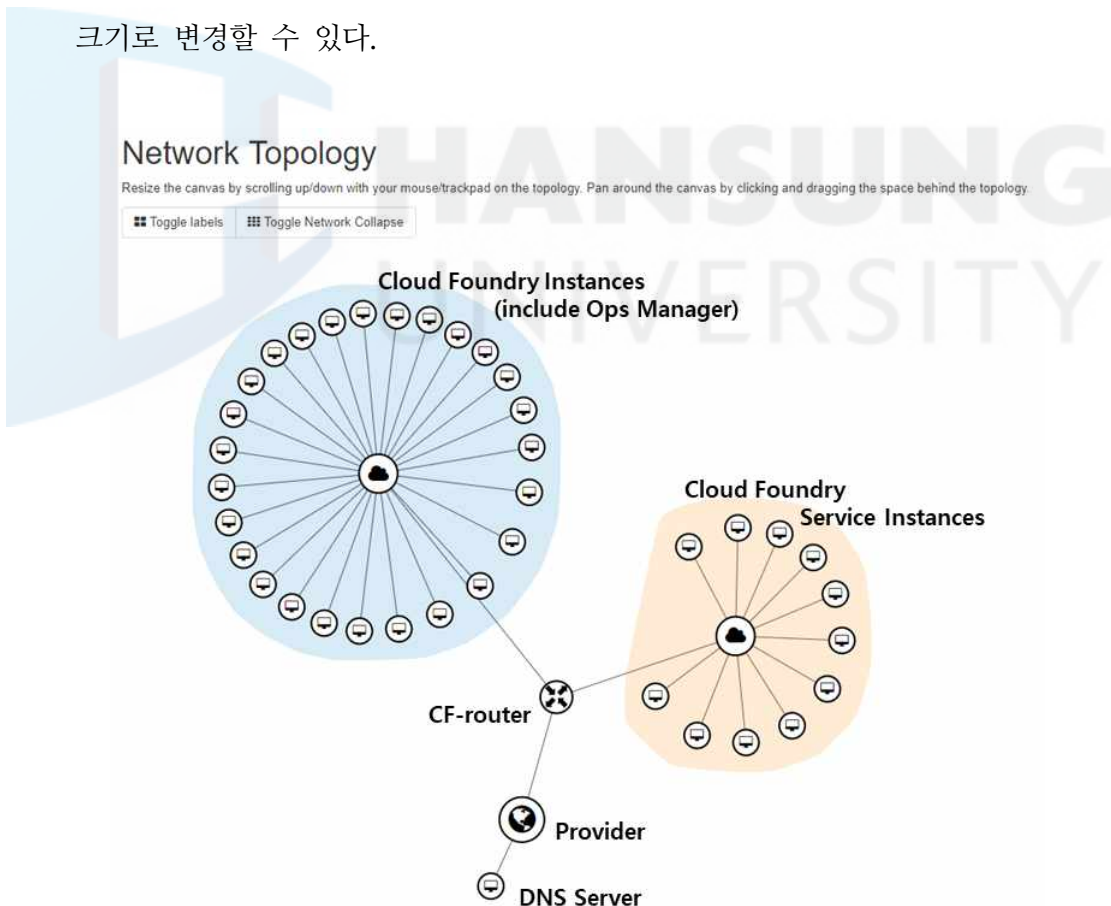 크기로 변경할 수 있다.
HANSUNG
UNIVERSITY
Network Topology
Resize the canvas by scrolling up/down with your mouse/trackpad on the topology. Pan around the canvas by clicking and dragging the space behind the topology.
Toggle labels Toggle Network Collapse
Cloud Foundry Instances
(include Ops Manager)
Cloud Foundry
Service Instances
CF-router
Provider
DNS Server